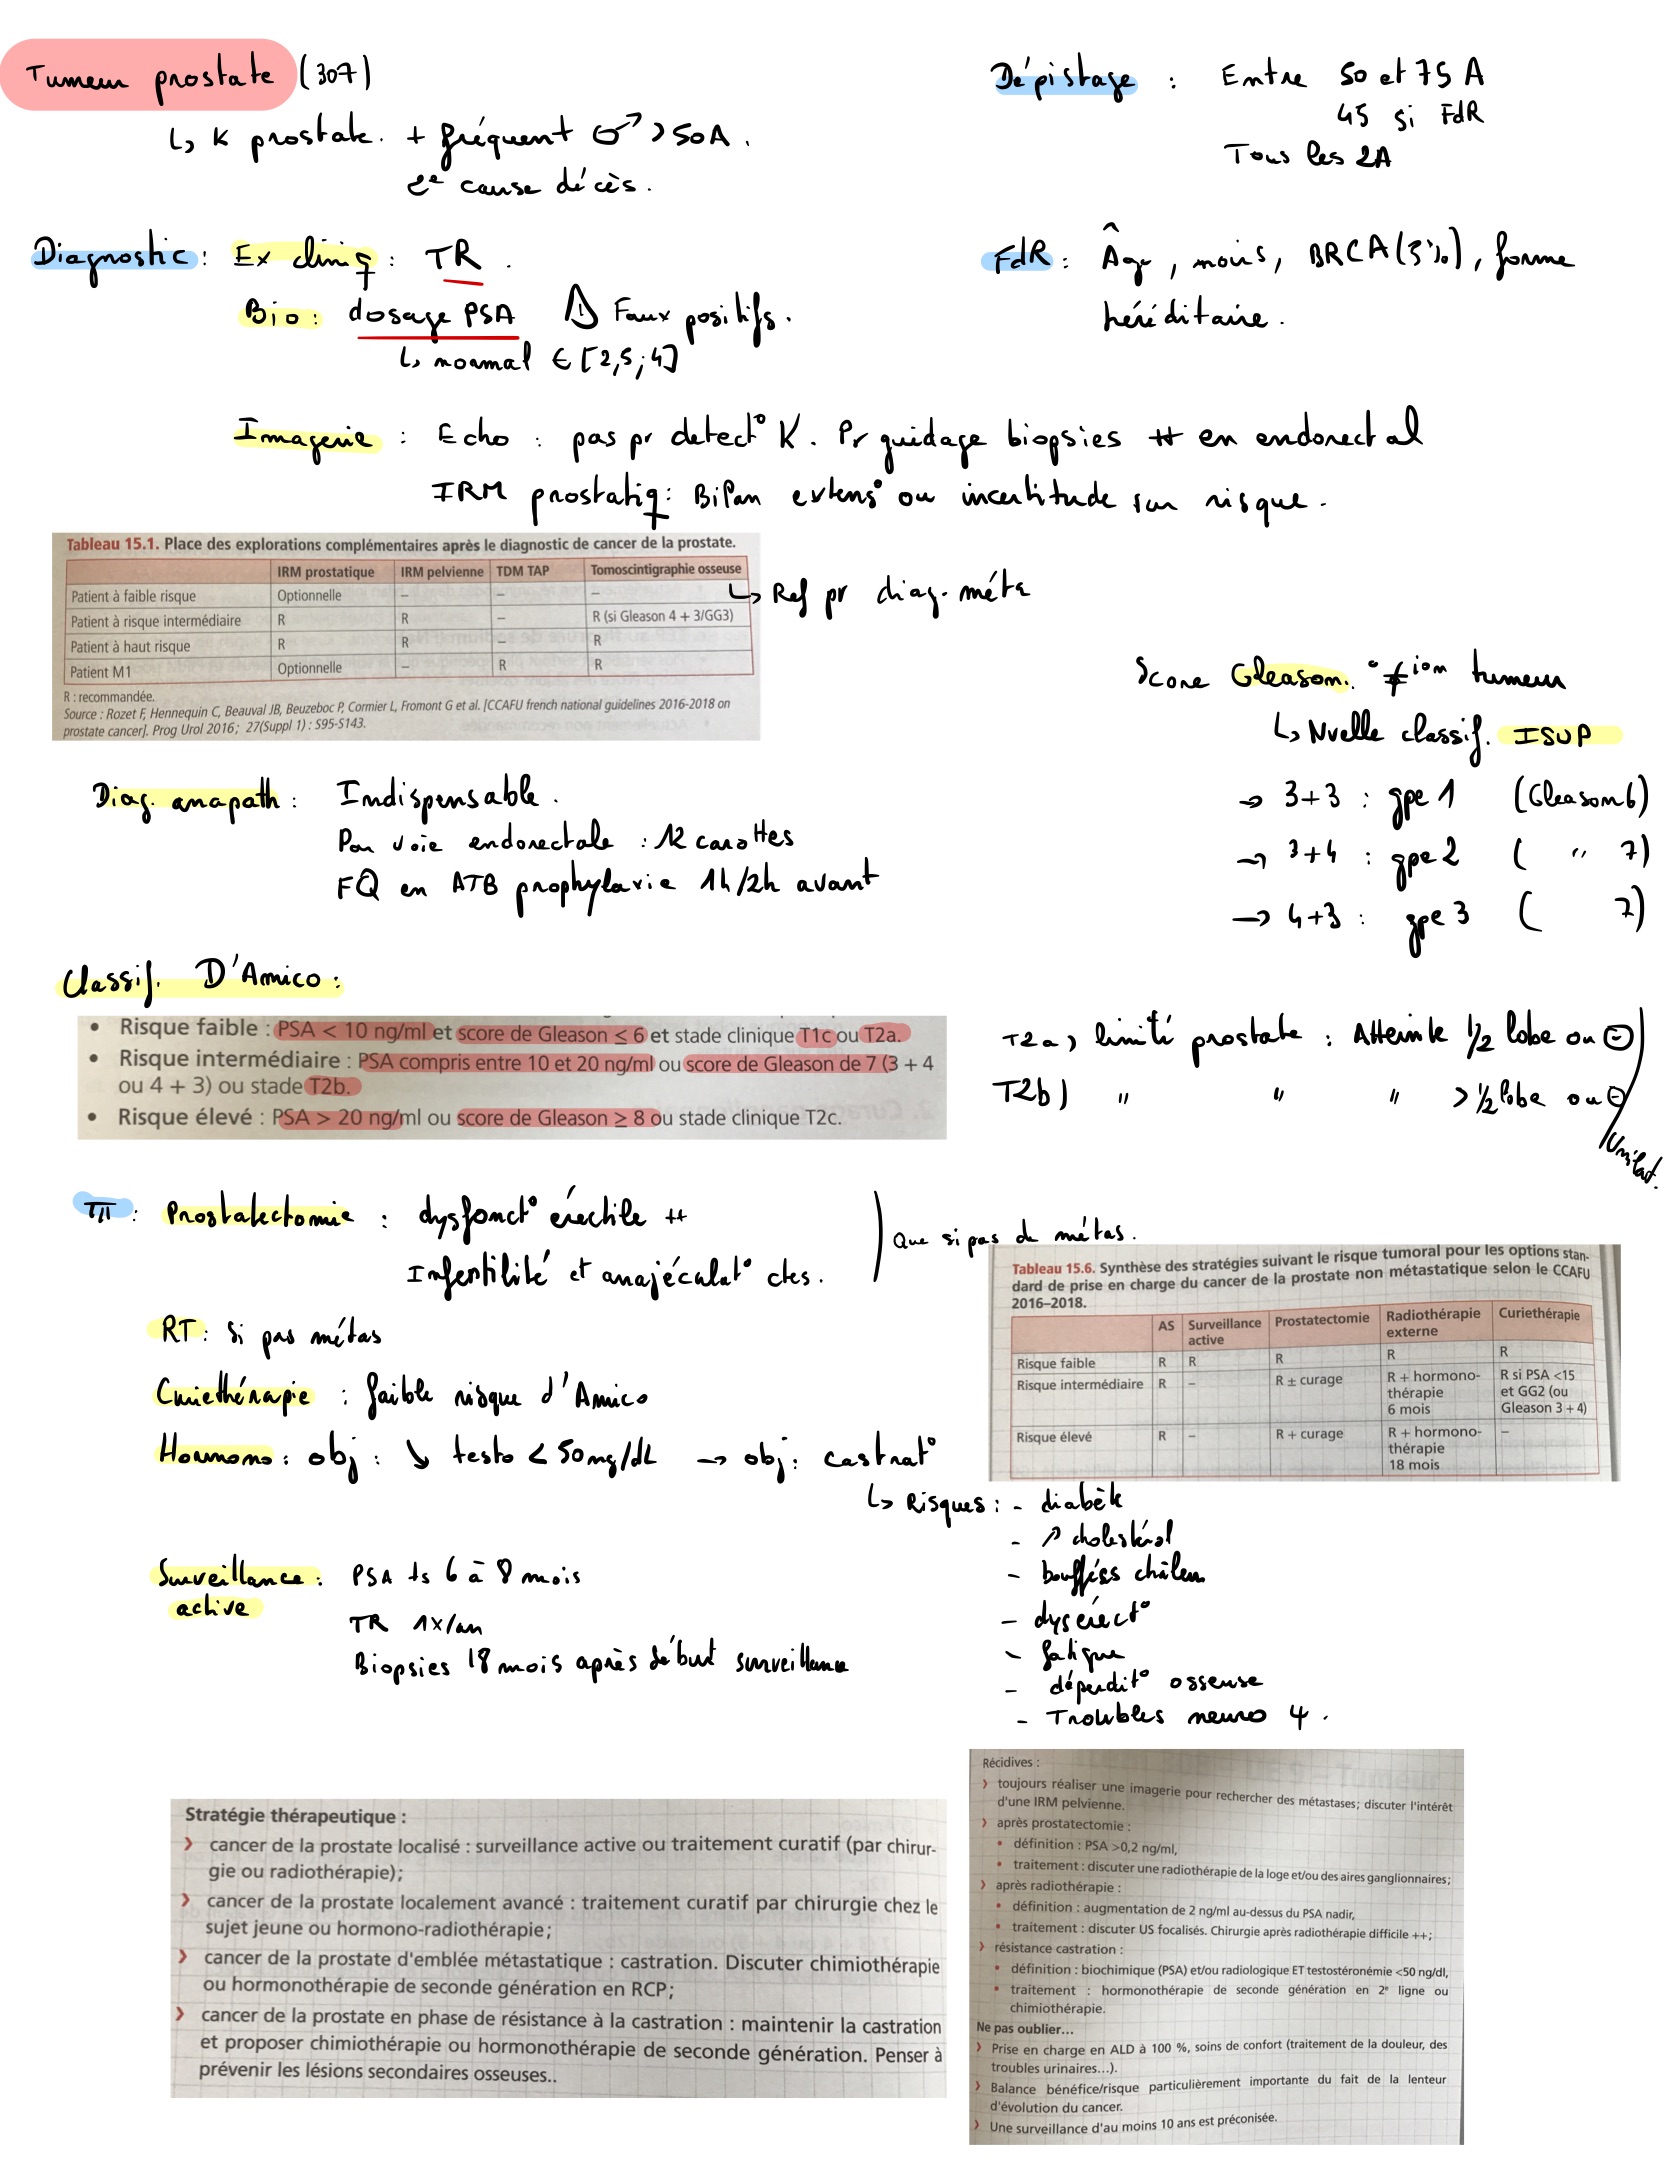 Tumeur prostate (307)
↳ K prostate. + fréquent ♂ > 50A.
2e cause décès.
Dépistage : Entre 50 et 75 A
45 si FdR
Tous les 2A
Diagnostic : Ex cliniq : TR.
Bio : dosage PSA ⚠ Faux positifs.
↳ normal ∈ [2,5 ; 4]
FdR : Âge, noirs, BRCA (5%), forme
héréditaire.
Imagerie : Echo : pas pr detect° K. Pr guidage biopsies ++ en endorectal
IRM prostatiq : Bilan extens° ou incertitude sur risque.
Tableau 15.1. Place des explorations complémentaires après le diagnostic de cancer de la prostate.
IRM prostatique IRM pelvienne TDM TAP Tomoscintigraphie osseuse
Patient à faible risque Optionnelle – – –
Patient à risque intermédiaire R R – R (si Gleason 4 + 3/GG3)
Patient à haut risque R R – R
Patient M1 Optionnelle – R R
R : recommandée.
Source : Rozet F, Hennequin C, Beauval JB, Beuzeboc P, Cormier L, Fromont G et al. [CCAFU french national guidelines 2016-2018 on
prostate cancer]. Prog Urol 2016; 27(Suppl 1) : S95-S143.
↳ Ref pr diag. méta
Score Gleason. °≠ion tumeur
↳ Nvelle classif. ISUP
→ 3+3 : gpe 1 (Gleason 6)
→ 3+4 : gpe 2 ( " 7)
→ 4+3 : gpe 3 ( 7)
Diag. anapath : Indispensable.
Par voie endorectale : 12 carottes
FQ en ATB prophylaxie 1h/2h avant
Classif. D'Amico :
• Risque faible : PSA < 10 ng/ml et score de Gleason ≤ 6 et stade clinique T1c ou T2a.
• Risque intermédiaire : PSA compris entre 10 et 20 ng/ml ou score de Gleason de 7 (3 + 4
ou 4 + 3) ou stade T2b.
• Risque élevé : PSA > 20 ng/ml ou score de Gleason ≥ 8 ou stade clinique T2c.
T2a) limité prostate : Atteinte 1/2 lobe ou ⊖
T2b) " " " > 1/2 lobe ou ⊖
Unilat.
TTT : Prostatectomie : dysfonct° érectile ++
Infertilité et anajéculat° ctes.
Que si pas de métas.
RT : si pas métas
Curiethérapie : faible risque d'Amico
Hormono : obj : ↘ testo < 50 mg/dL → obj : castrat°
Tableau 15.6. Synthèse des stratégies suivant le risque tumoral pour les options stan-
dard de prise en charge du cancer de la prostate non métastatique selon le CCAFU
2016–2018.
AS Surveillance active Prostatectomie Radiothérapie externe Curiethérapie
Risque faible R R R R R
Risque intermédiaire R – R ± curage R + hormono-thérapie 6 mois R si PSA <15 et GG2 (ou Gleason 3 + 4)
Risque élevé R – R + curage R + hormono-thérapie 18 mois –
↳ Risques : - diabète
- ↗ cholestérol
- bouffées chaleur
- dysérect°
- fatigue
- déperdit° osseuse
- Troubles neuro ψ.
Surveillance active : PSA ts 6 à 8 mois
TR 1x/an
Biopsies 18 mois après début surveillance
Stratégie thérapeutique :
› cancer de la prostate localisé : surveillance active ou traitement curatif (par chirur-
gie ou radiothérapie);
› cancer de la prostate localement avancé : traitement curatif par chirurgie chez le
sujet jeune ou hormono-radiothérapie;
› cancer de la prostate d'emblée métastatique : castration. Discuter chimiothérapie
ou hormonothérapie de seconde génération en RCP;
› cancer de la prostate en phase de résistance à la castration : maintenir la castration
et proposer chimiothérapie ou hormonothérapie de seconde génération. Penser à
prévenir les lésions secondaires osseuses..
Récidives :
› toujours réaliser une imagerie pour rechercher des métastases; discuter l'intérêt
d'une IRM pelvienne.
› après prostatectomie :
• définition : PSA >0,2 ng/ml,
• traitement : discuter une radiothérapie de la loge et/ou des aires ganglionnaires;
› après radiothérapie :
• définition : augmentation de 2 ng/ml au-dessus du PSA nadir,
• traitement : discuter US focalisés. Chirurgie après radiothérapie difficile ++;
› résistance castration :
• définition : biochimique (PSA) et/ou radiologique ET testostéronémie <50 ng/dl,
• traitement : hormonothérapie de seconde génération en 2e ligne ou
chimiothérapie.
Ne pas oublier...
› Prise en charge en ALD à 100 %, soins de confort (traitement de la douleur, des
troubles urinaires...).
› Balance bénéfice/risque particulièrement importante du fait de la lenteur
d'évolution du cancer.
› Une surveillance d'au moins 10 ans est préconisée.